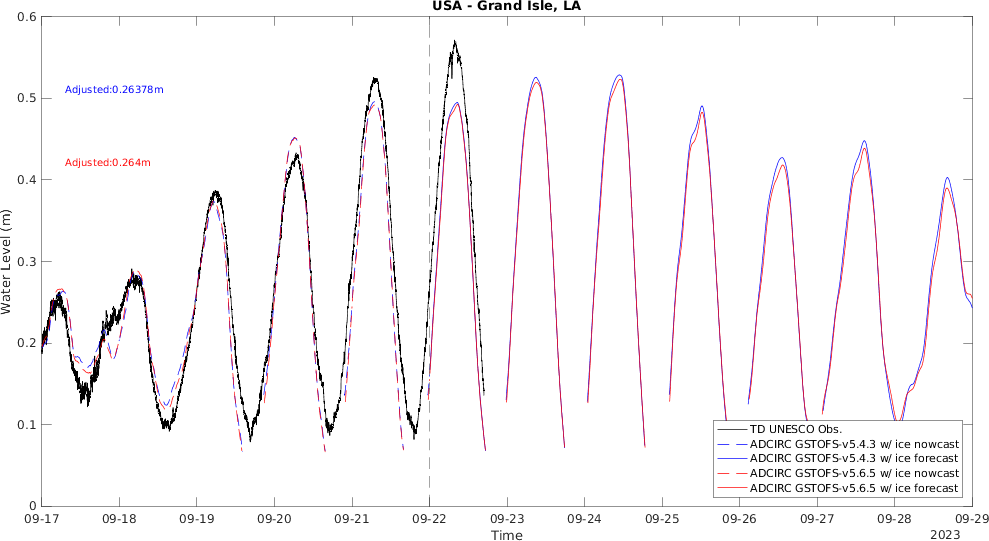 USA - Grand Isle, LA
0.6
0.5
0.4
0.3
0.2
0.1
0
Water Level (m)
Adjusted:0.26378m
Adjusted:0.264m
TD UNESCO Obs.
ADCIRC GSTOFS-v5.4.3 w/ ice nowcast
ADCIRC GSTOFS-v5.4.3 w/ ice forecast
ADCIRC GSTOFS-v5.6.5 w/ ice nowcast
ADCIRC GSTOFS-v5.6.5 w/ ice forecast
09-17 09-18 09-19 09-20 09-21 09-22 09-23 09-24 09-25 09-26 09-27 09-28 09-29
Time
2023